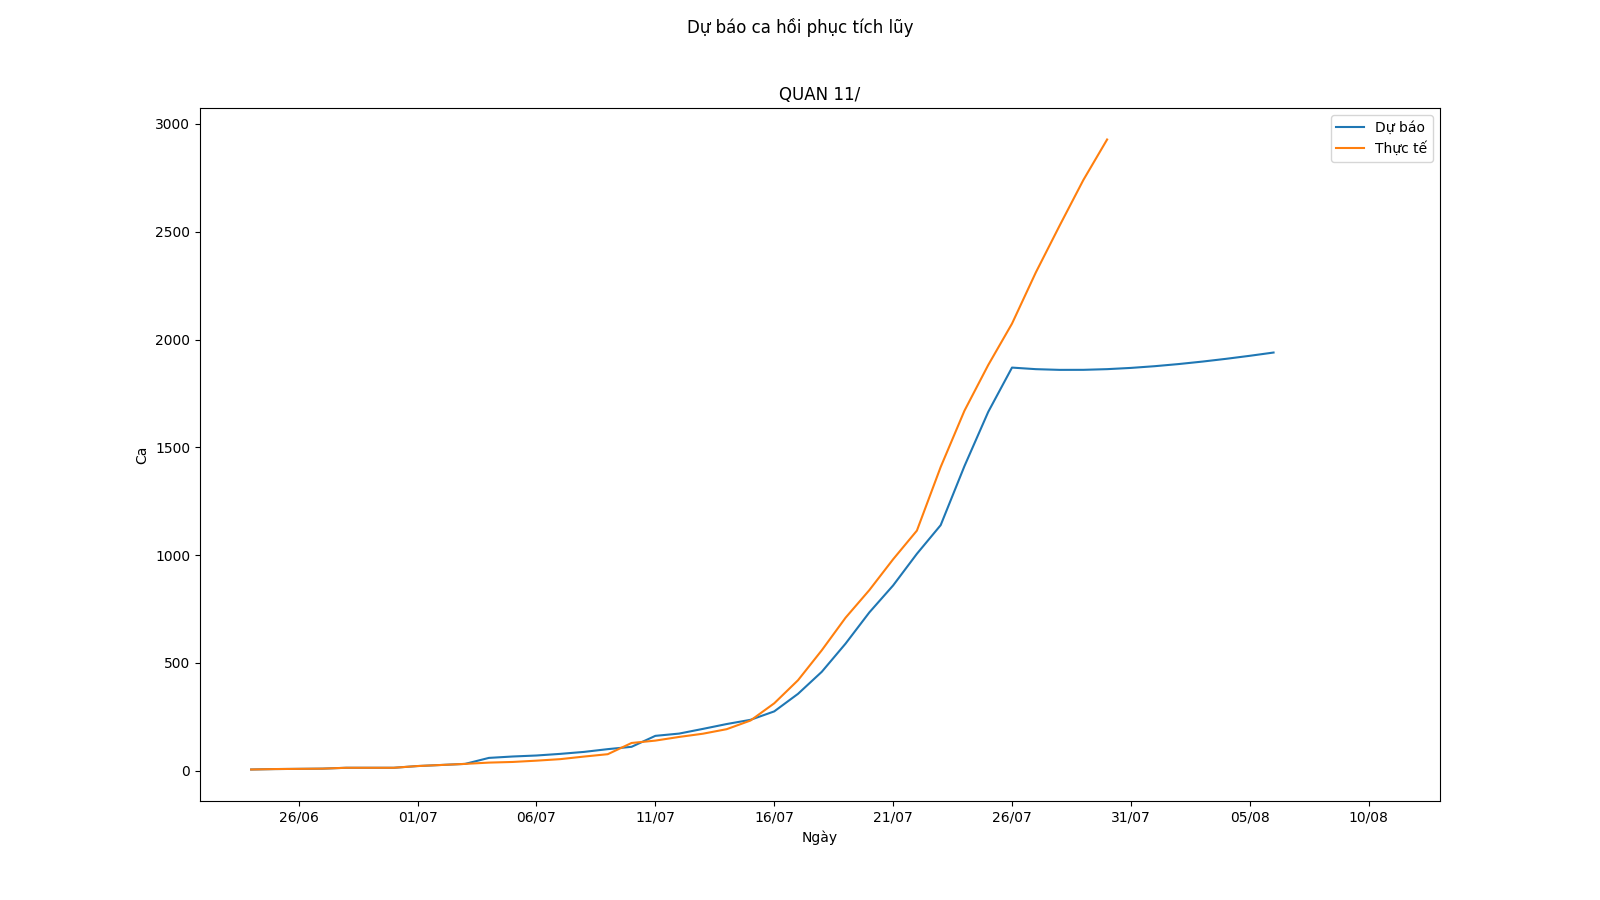 Dự báo ca hồi phục tích lũy
QUAN 11/
3000
2500
2000
1500
1000
500
0
Ca
Dự báo
Thực tế
26/06
01/07
06/07
11/07
16/07
21/07
26/07
31/07
05/08
10/08
Ngày